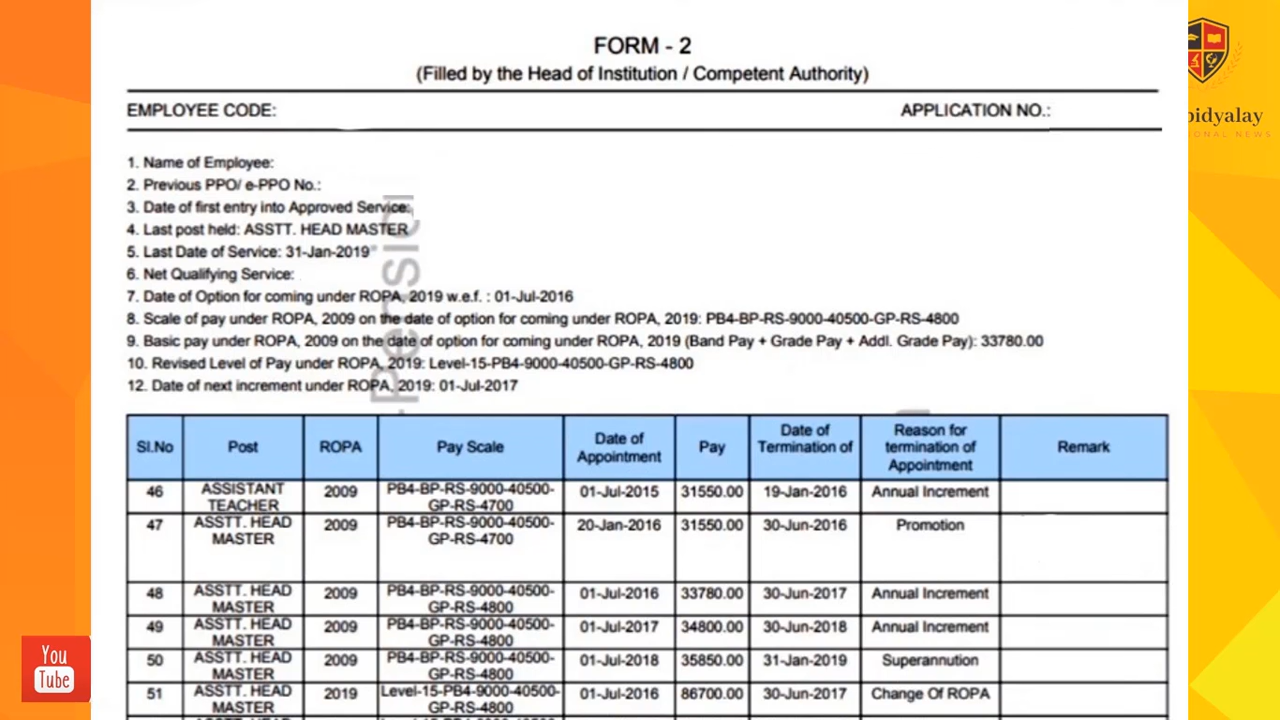 FORM - 2
(Filled by the Head of Institution / Competent Authority)
EMPLOYEE CODE: APPLICATION NO.:
bidyalay
IONAL NEWS
1. Name of Employee:
2. Previous PPO/ e-PPO No.:
3. Date of first entry into Approved Service:
4. Last post held: ASSTT. HEAD MASTER
5. Last Date of Service: 31-Jan-2019
6. Net Qualifying Service:
7. Date of Option for coming under ROPA, 2019 w.e.f. : 01-Jul-2016
8. Scale of pay under ROPA, 2009 on the date of option for coming under ROPA, 2019: PB4-BP-RS-9000-40500-GP-RS-4800
9. Basic pay under ROPA, 2009 on the date of option for coming under ROPA, 2019 (Band Pay + Grade Pay + Addl. Grade Pay): 33780.00
10. Revised Level of Pay under ROPA, 2019: Level-15-PB4-9000-40500-GP-RS-4800
12. Date of next increment under ROPA, 2019: 01-Jul-2017
Sl.No Post ROPA Pay Scale Date of Appointment Pay Date of Termination of Reason for termination of Appointment Remark
46 ASSISTANT TEACHER 2009 PB4-BP-RS-9000-40500-GP-RS-4700 01-Jul-2015 31550.00 19-Jan-2016 Annual Increment
47 ASSTT. HEAD MASTER 2009 PB4-BP-RS-9000-40500-GP-RS-4700 20-Jan-2016 31550.00 30-Jun-2016 Promotion
48 ASSTT. HEAD MASTER 2009 PB4-BP-RS-9000-40500-GP-RS-4800 01-Jul-2016 33780.00 30-Jun-2017 Annual Increment
49 ASSTT. HEAD MASTER 2009 PB4-BP-RS-9000-40500-GP-RS-4800 01-Jul-2017 34800.00 30-Jun-2018 Annual Increment
50 ASSTT. HEAD MASTER 2009 PB4-BP-RS-9000-40500-GP-RS-4800 01-Jul-2018 35850.00 31-Jan-2019 Superannution
51 ASSTT. HEAD MASTER 2019 Level-15-PB4-9000-40500-GP-RS-4800 01-Jul-2016 86700.00 30-Jun-2017 Change Of ROPA
You
Tube